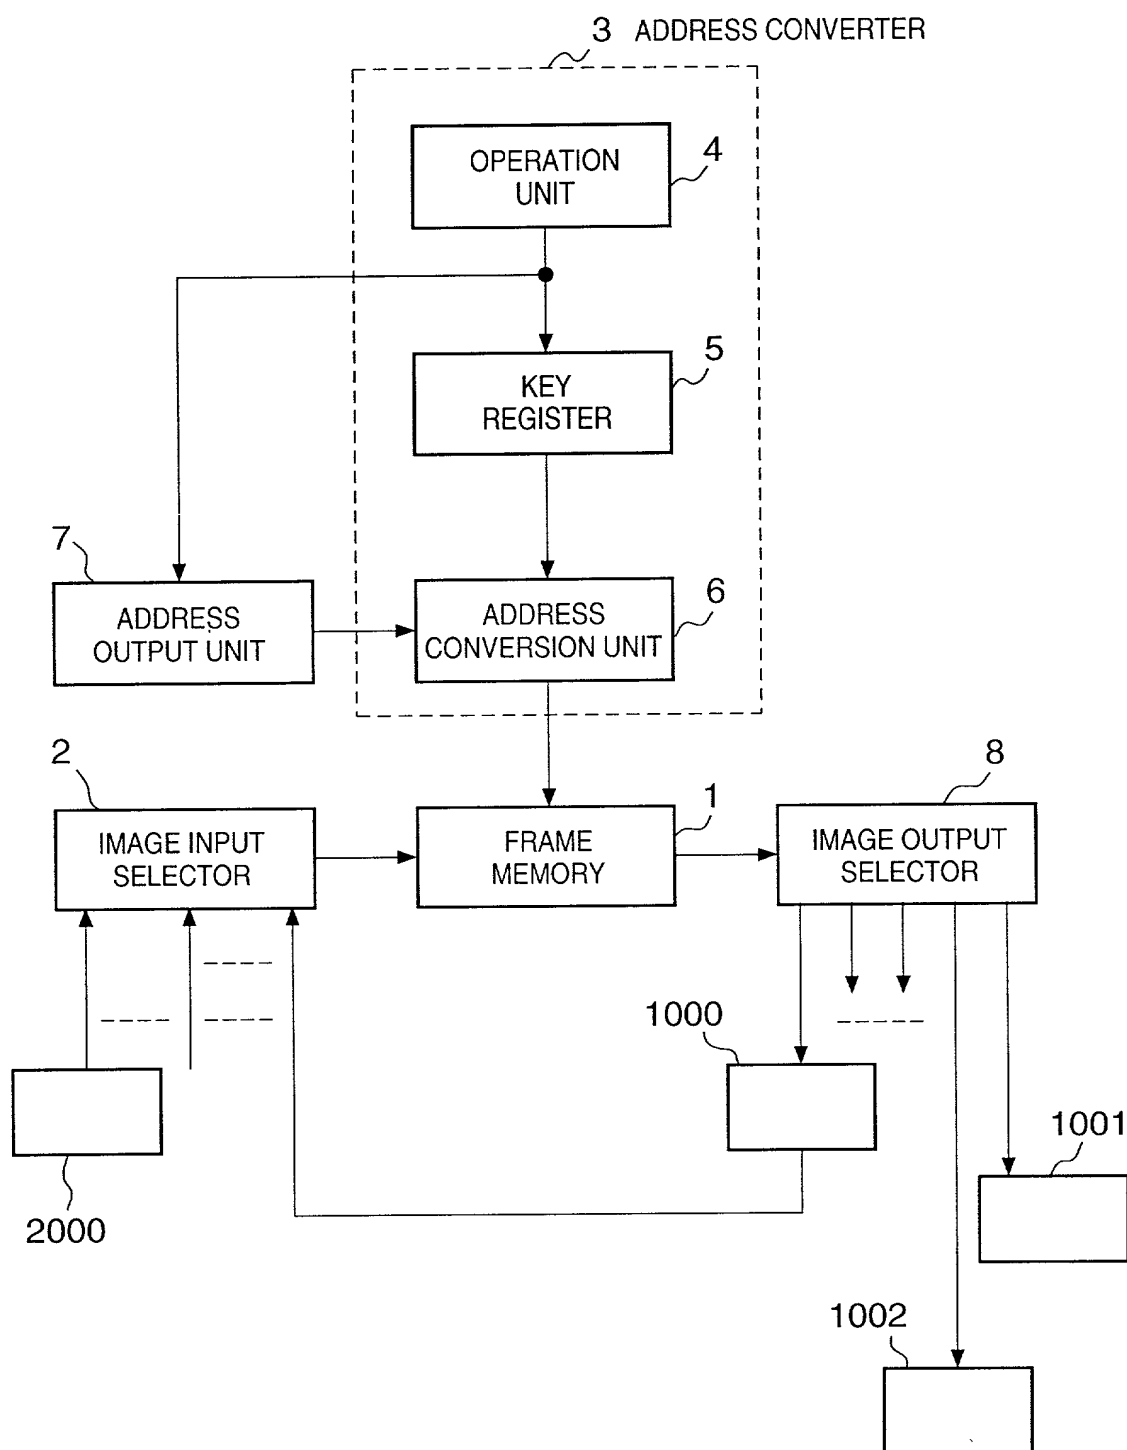 3 ADDRESS CONVERTER
OPERATION
UNIT
4
KEY
REGISTER
5
7
ADDRESS
OUTPUT UNIT
ADDRESS
CONVERSION UNIT
6
2
IMAGE INPUT
SELECTOR
FRAME
MEMORY
1
8
IMAGE OUTPUT
SELECTOR
1000
2000
1001
1002